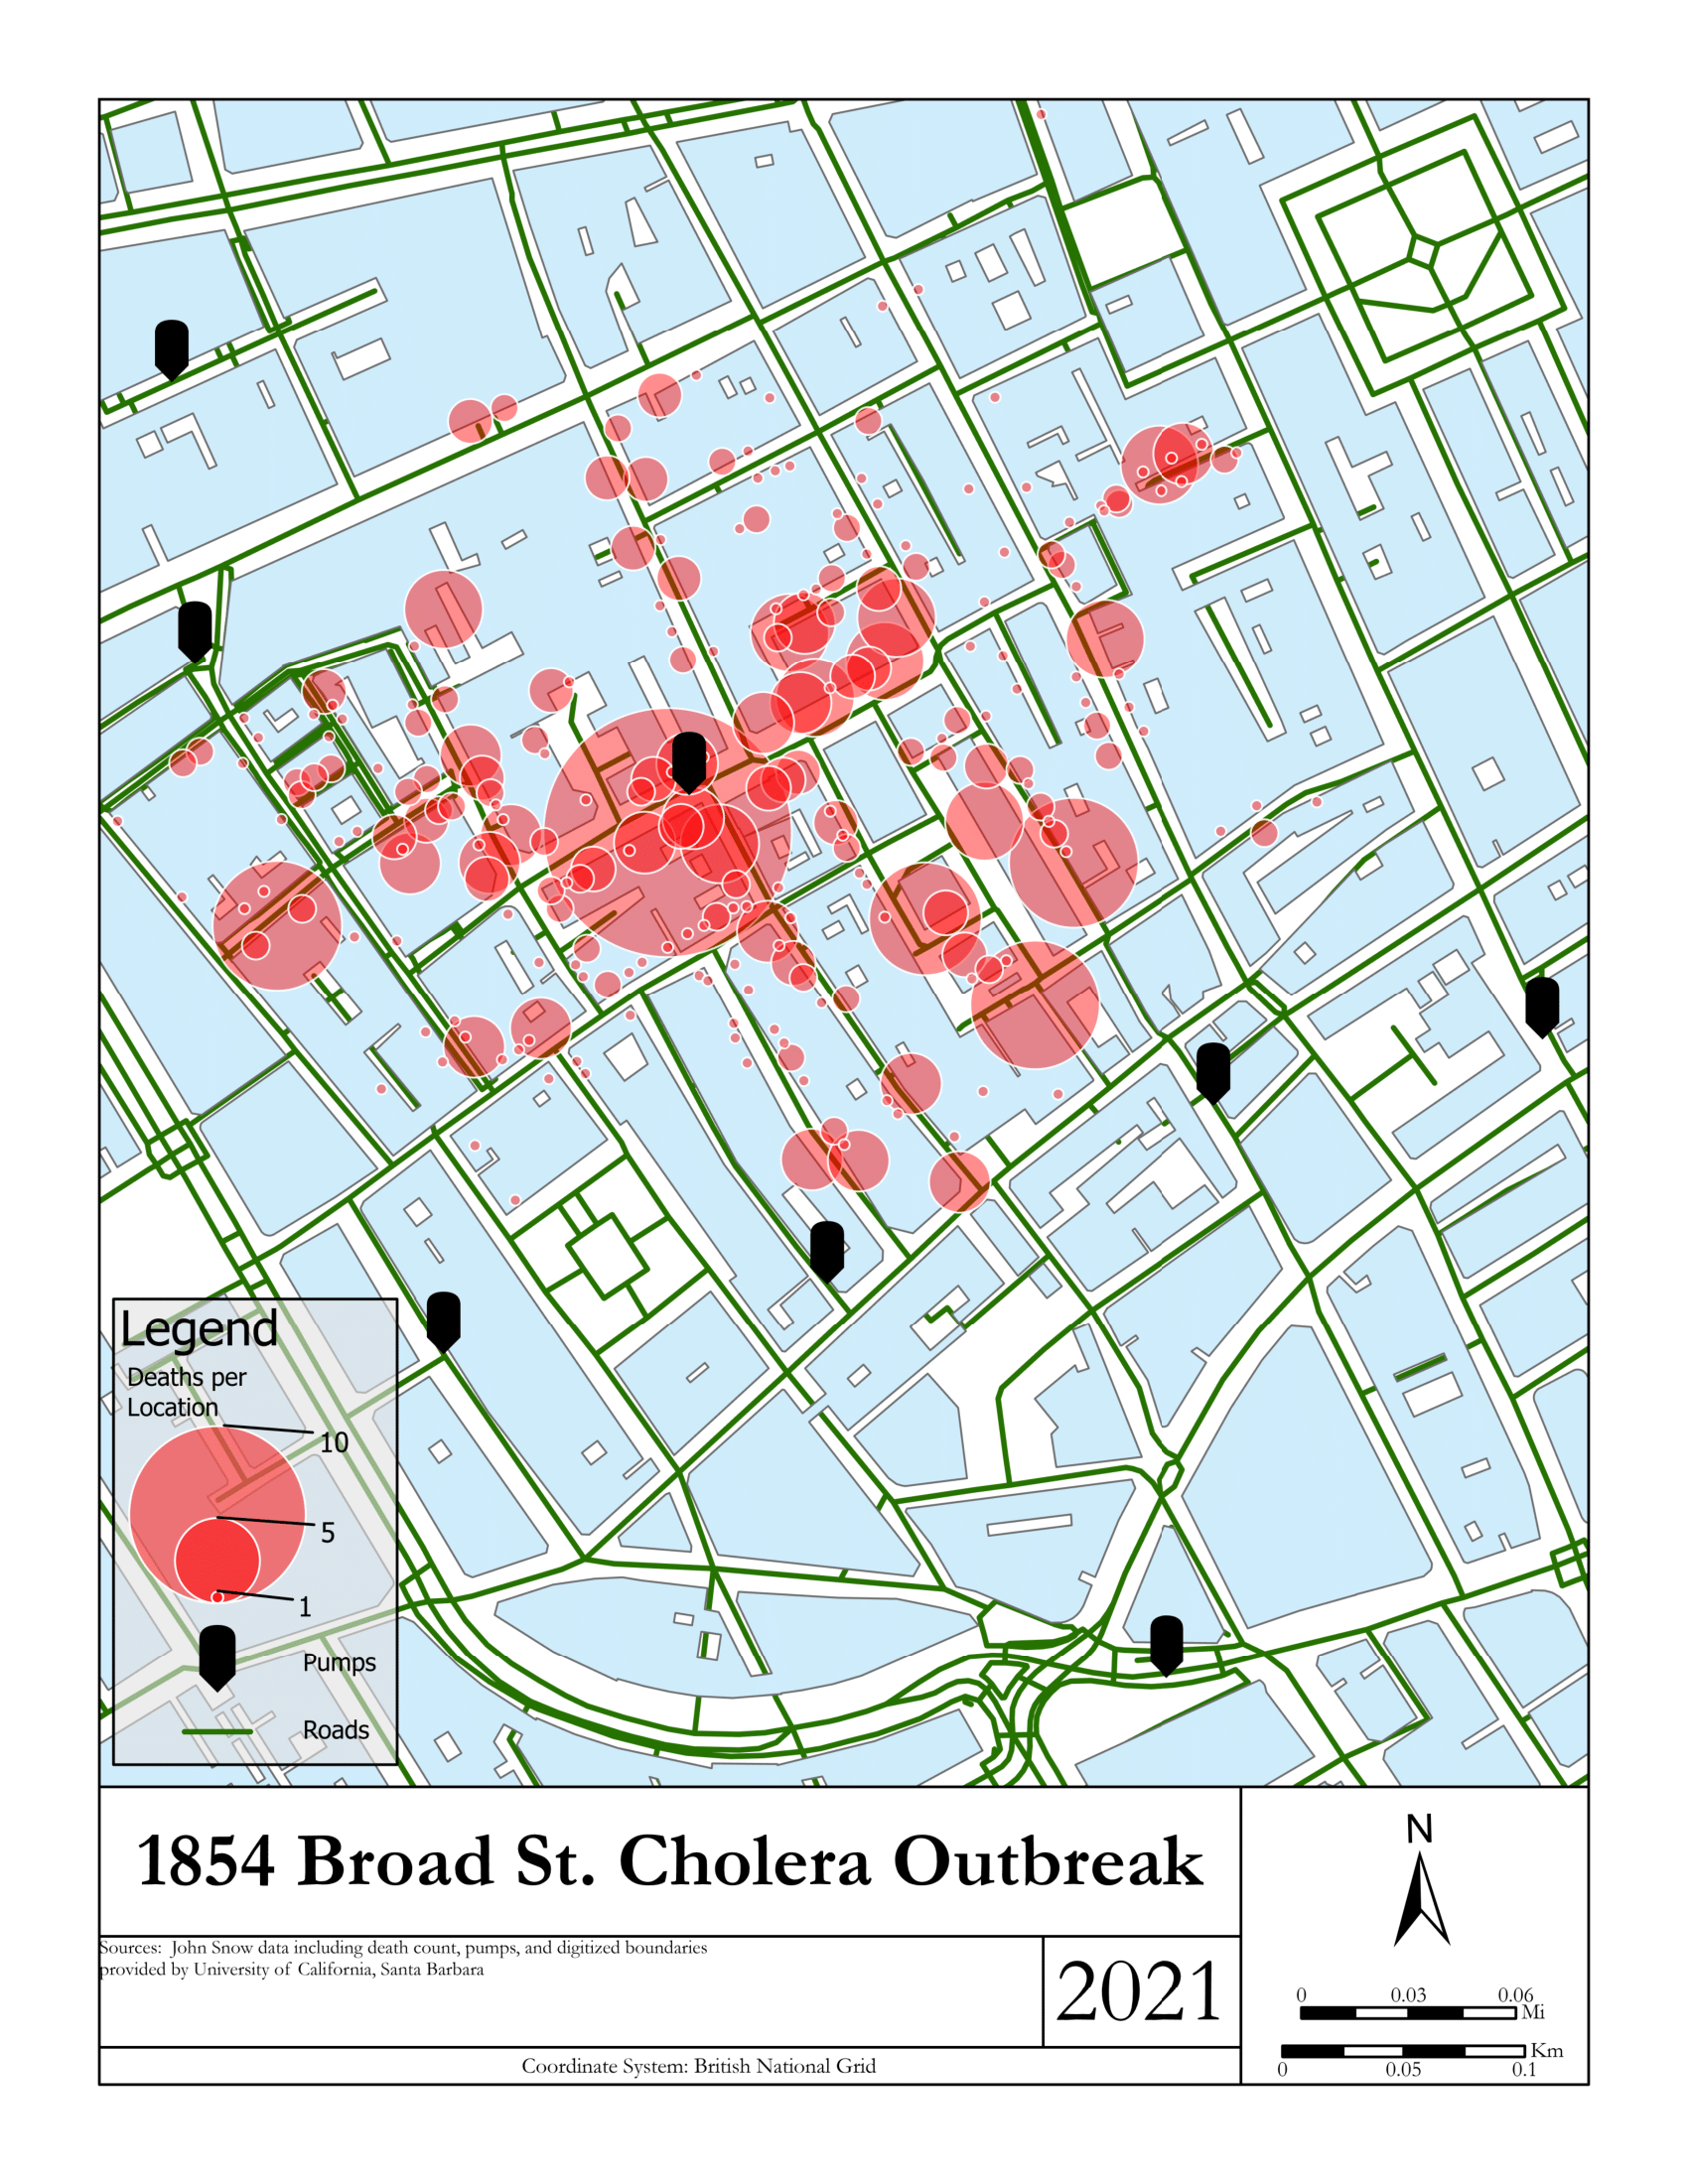 Legend
Deaths per
Location
10
5
1
Pumps
Roads
1854 Broad St. Cholera Outbreak
Sources:  John Snow data including death count, pumps, and digitized boundaries
provided by University of California, Santa Barbara
2021
Coordinate System: British National Grid
N
0 0.03 0.06
Mi
Km
0 0.05 0.1